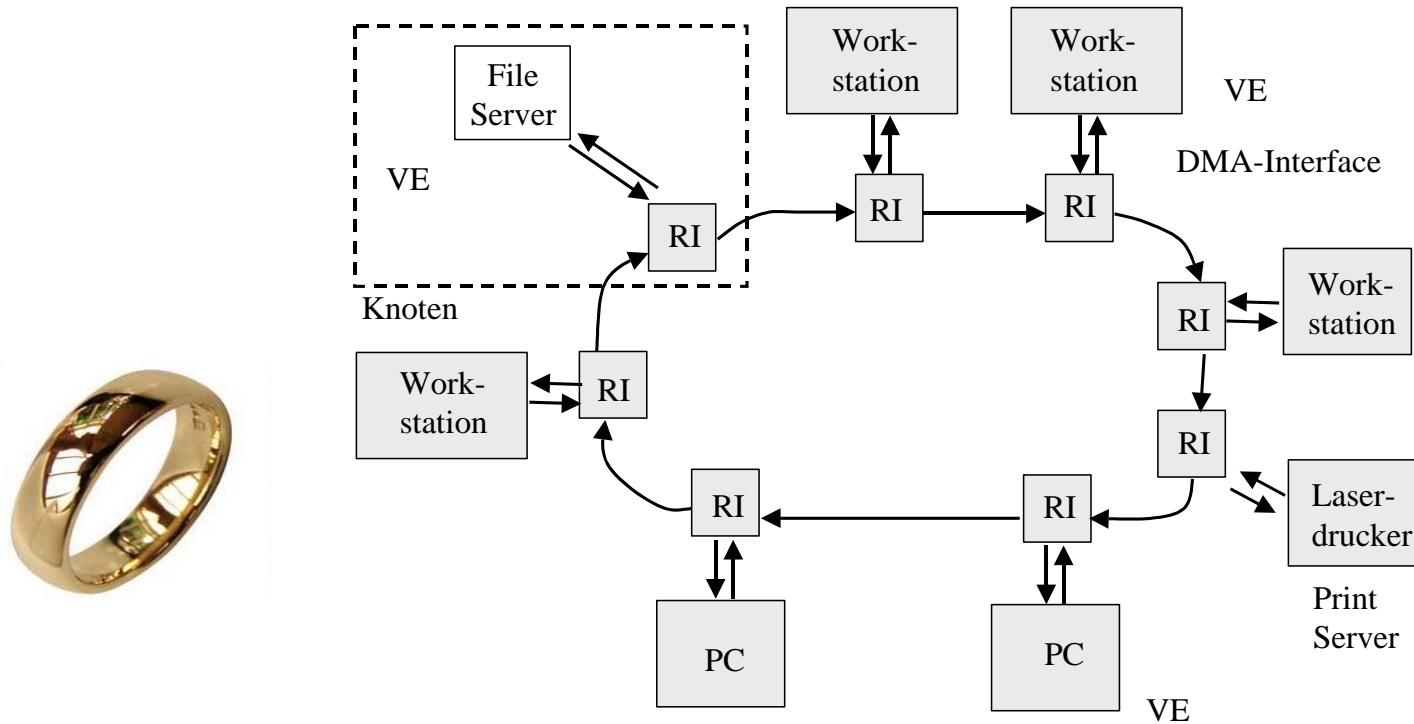 File
Server
VE
RI
Knoten
Work-
station
RI
Work-
station
RI
VE
DMA-Interface
RI
Work-
station
RI
Laser-
drucker
Print
Server
Work-
station
RI
RI
PC
RI
PC
VE